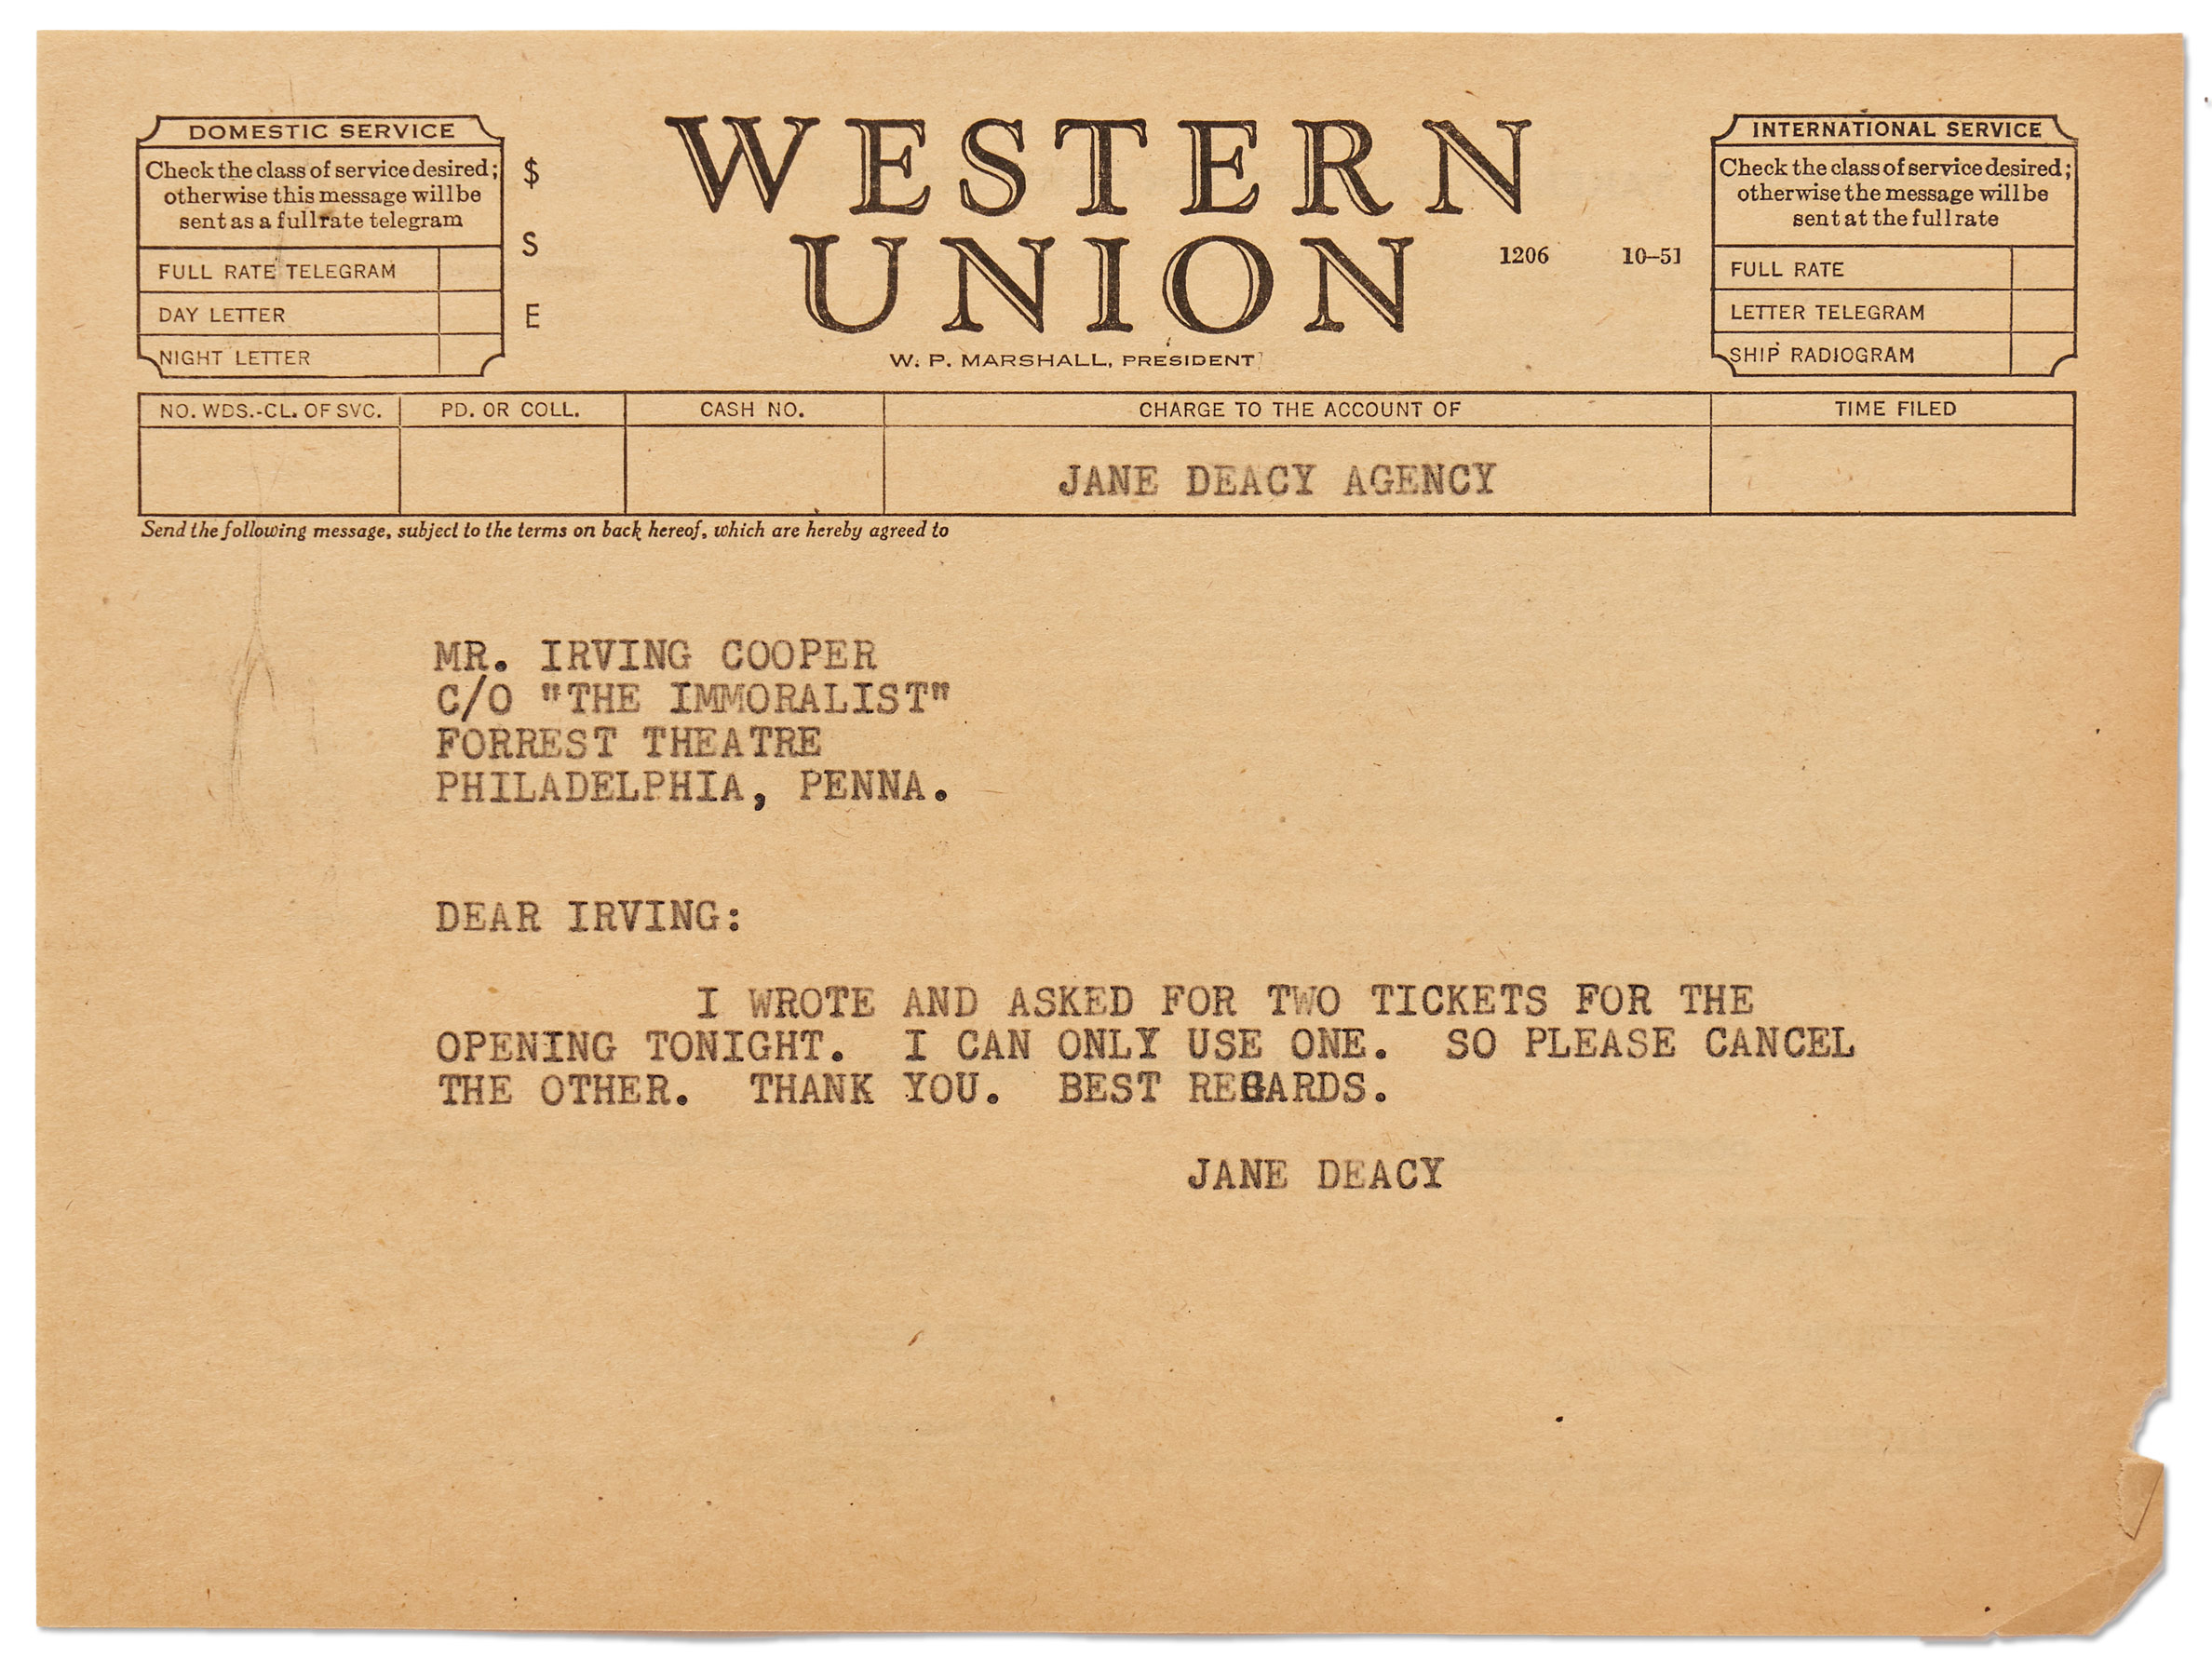 DOMESTIC SERVICE
Check the class of service desired;
otherwise this message will be
sent as a full rate telegram
FULL RATE TELEGRAM
DAY LETTER
NIGHT LETTER
$
S
E
WESTERN
UNION
1206 10-51
W. P. MARSHALL, PRESIDENT
INTERNATIONAL SERVICE
Check the class of service desired;
otherwise the message will be
sent at the full rate
FULL RATE
LETTER TELEGRAM
SHIP RADIOGRAM
NO. WDS.-CL. OF SVC. PD. OR COLL. CASH NO. CHARGE TO THE ACCOUNT OF TIME FILED
JANE DEACY AGENCY
Send the following message, subject to the terms on back hereof, which are hereby agreed to
MR. IRVING COOPER
C/O "THE IMMORALIST"
FORREST THEATRE
PHILADELPHIA, PENNA.
DEAR IRVING:
I WROTE AND ASKED FOR TWO TICKETS FOR THE
OPENING TONIGHT. I CAN ONLY USE ONE. SO PLEASE CANCEL
THE OTHER. THANK YOU. BEST REGARDS.
JANE DEACY